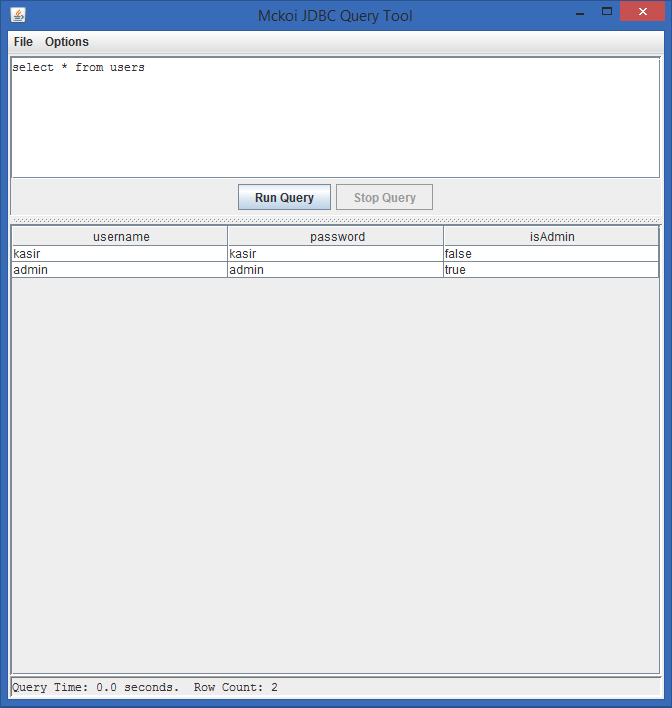 Mckoi JDBC Query Tool
File Options
select * from users
Run Query Stop Query
username password isAdmin
kasir kasir false
admin admin true
Query Time: 0.0 seconds. Row Count: 2